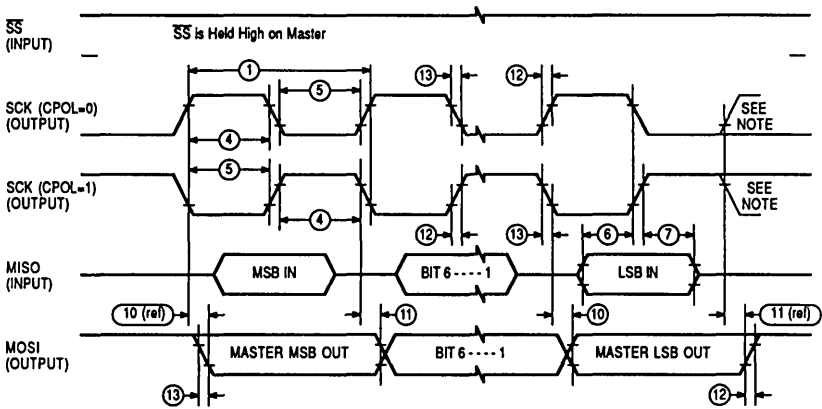 SS
(INPUT)
SS is Held High on Master
1
13
12
5
SCK (CPOL=0)
(OUTPUT)
SEE
NOTE
4
5
SCK (CPOL=1)
(OUTPUT)
SEE
NOTE
4
12
13
6
7
MISO
(INPUT)
MSB IN
BIT 6 - - - - 1
LSB IN
10 (ref)
11
10
11 (ref)
MOSI
(OUTPUT)
MASTER MSB OUT
BIT 6 - - - - 1
MASTER LSB OUT
13
12